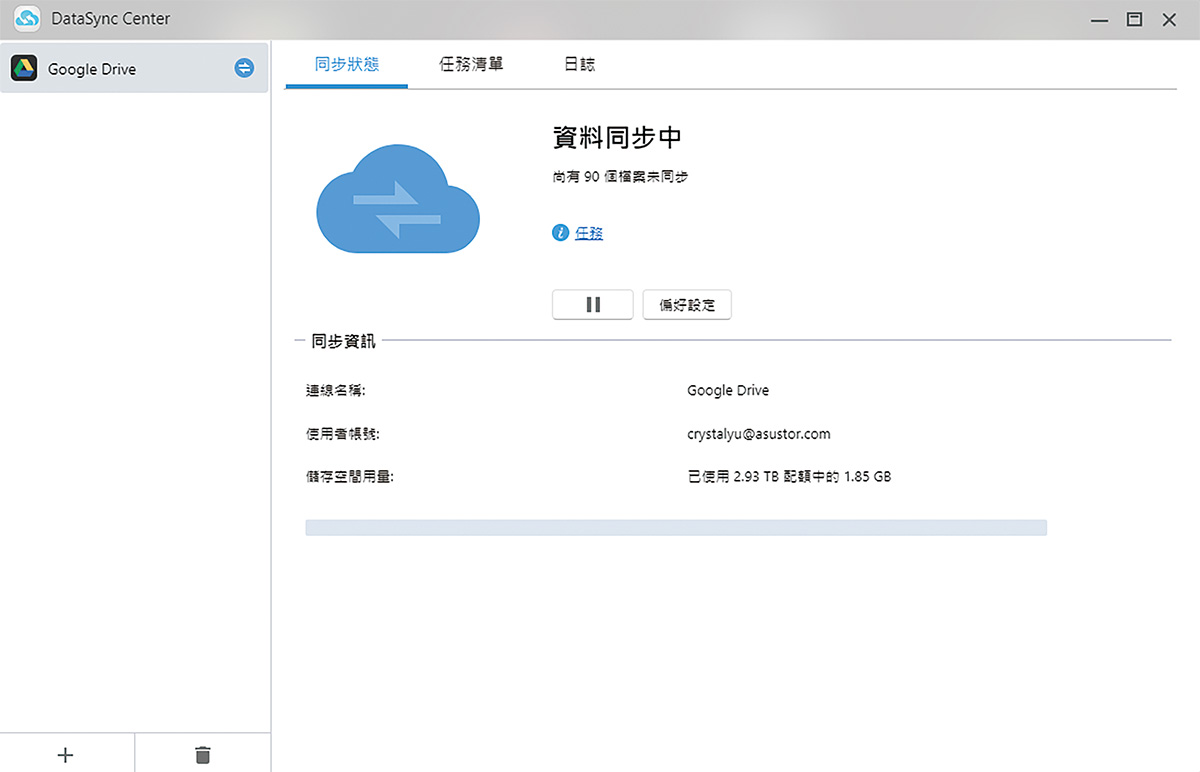 DataSync Center
Google Drive
同步狀態
任務清單
日誌
資料同步中
尚有 90 個檔案未同步
任務
偏好設定
同步資訊
連線名稱:
Google Drive
使用者帳號:
crystalyu@asustor.com
儲存空間用量:
已使用 2.93 TB 配額中的 1.85 GB